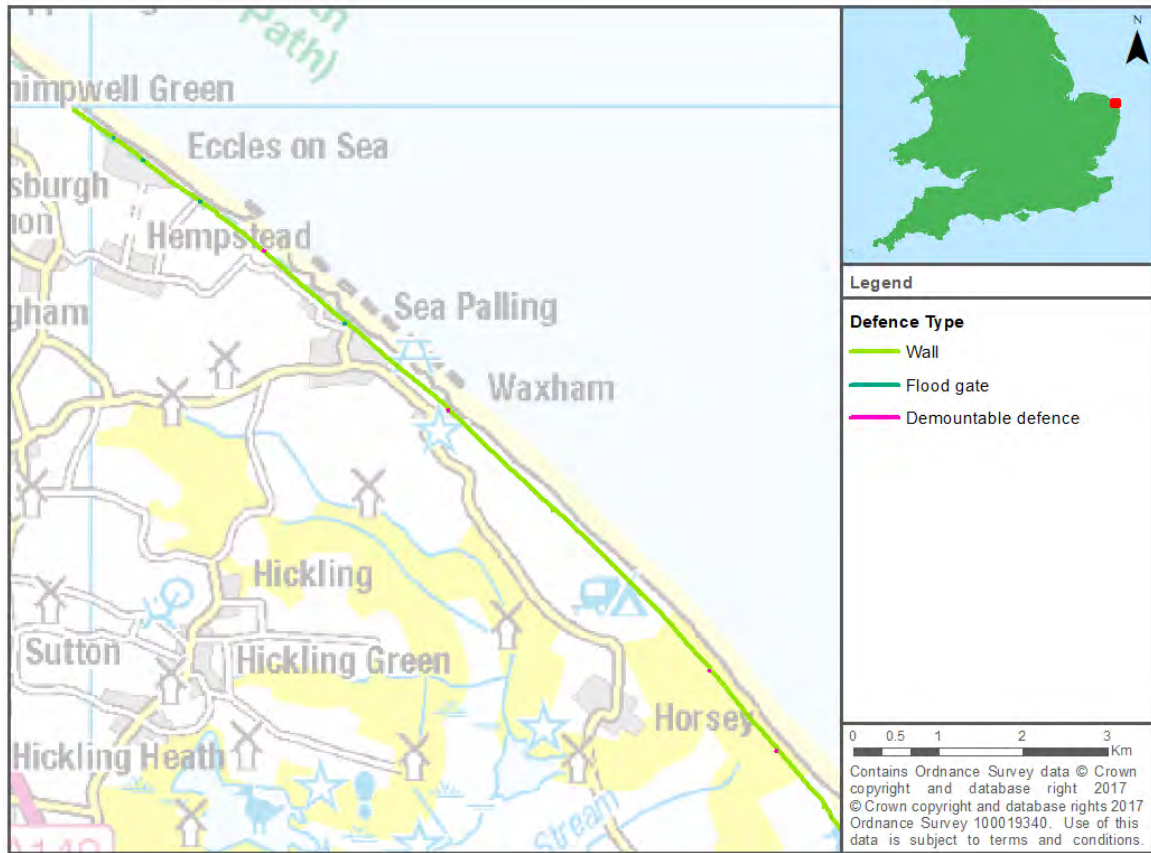 Path)
himpwell Green
Eccles on Sea
sburgh
Hempstead
gham
Sea Palling
Waxham
Hickling
Sutton
Hickling Green
Horsey
Hickling Heath
Stream
N
Legend
Defence Type
Wall
Flood gate
Demountable defence
0 0.5 1 2 3
Km
Contains Ordnance Survey data © Crown
copyright and database right 2017
© Crown copyright and database rights 2017
Ordnance Survey 100019340. Use of this
data is subject to terms and conditions.